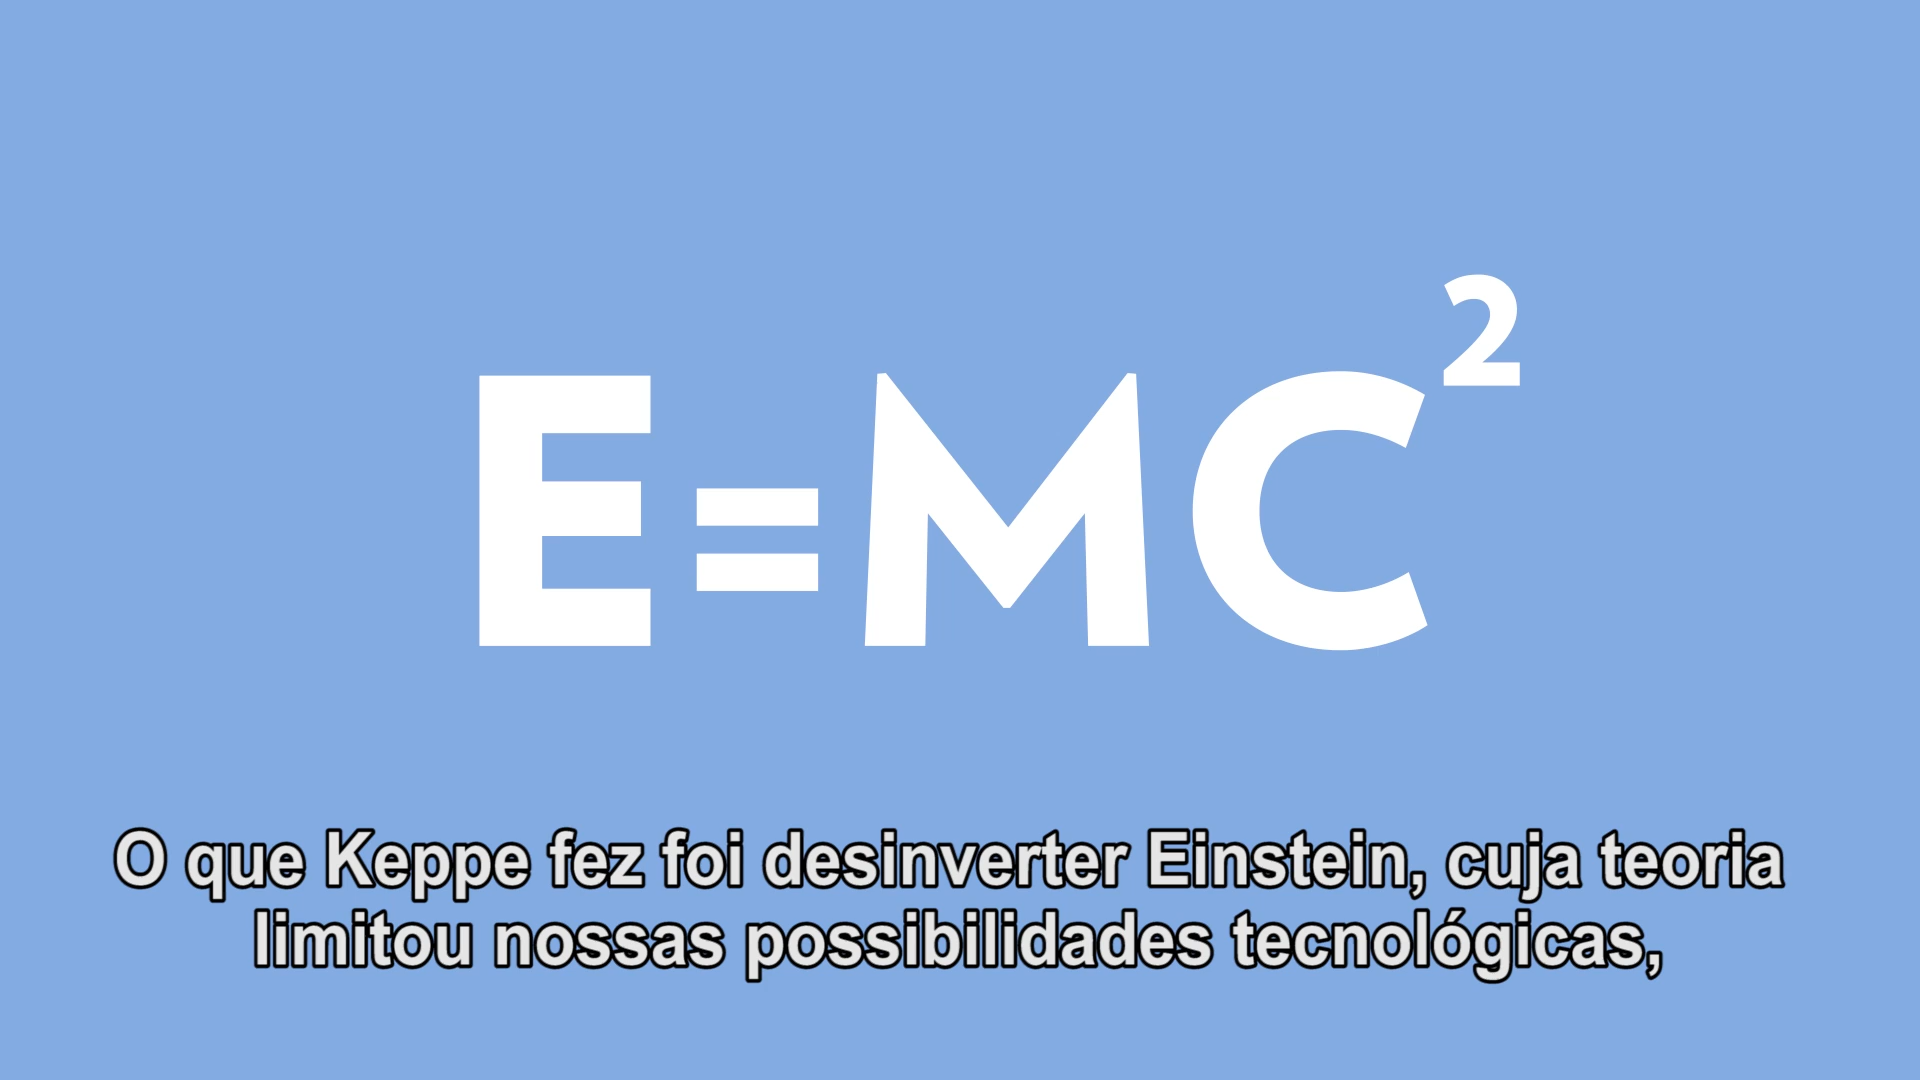 E=MC²
O que Keppe fez foi desinverter Einstein, cuja teoria
limitou nossas possibilidades tecnológicas,